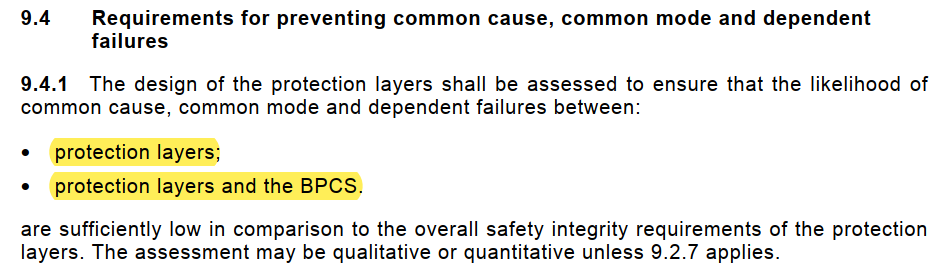 9.4 Requirements for preventing common cause, common mode and dependent
failures
9.4.1 The design of the protection layers shall be assessed to ensure that the likelihood of
common cause, common mode and dependent failures between:
• protection layers;
• protection layers and the BPCS.
are sufficiently low in comparison to the overall safety integrity requirements of the protection
layers. The assessment may be qualitative or quantitative unless 9.2.7 applies.